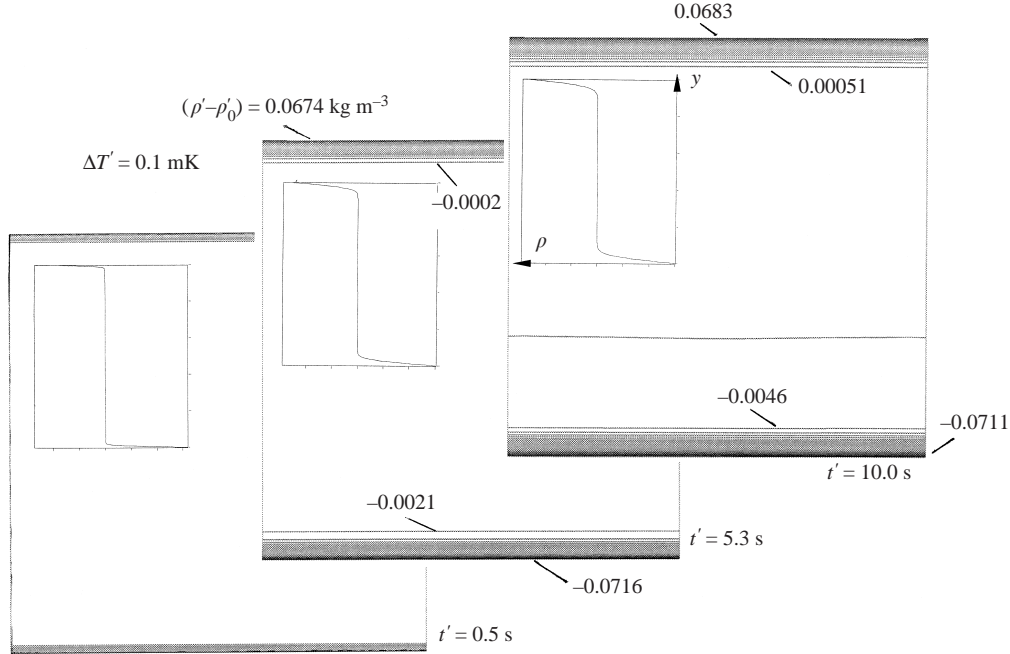 0.0683
y
0.00051
(ρ′–ρ′₀) = 0.0674 kg m⁻³
ΔT′ = 0.1 mK
–0.0002
ρ
–0.0046
–0.0711
t′ = 10.0 s
–0.0021
t′ = 5.3 s
–0.0716
t′ = 0.5 s